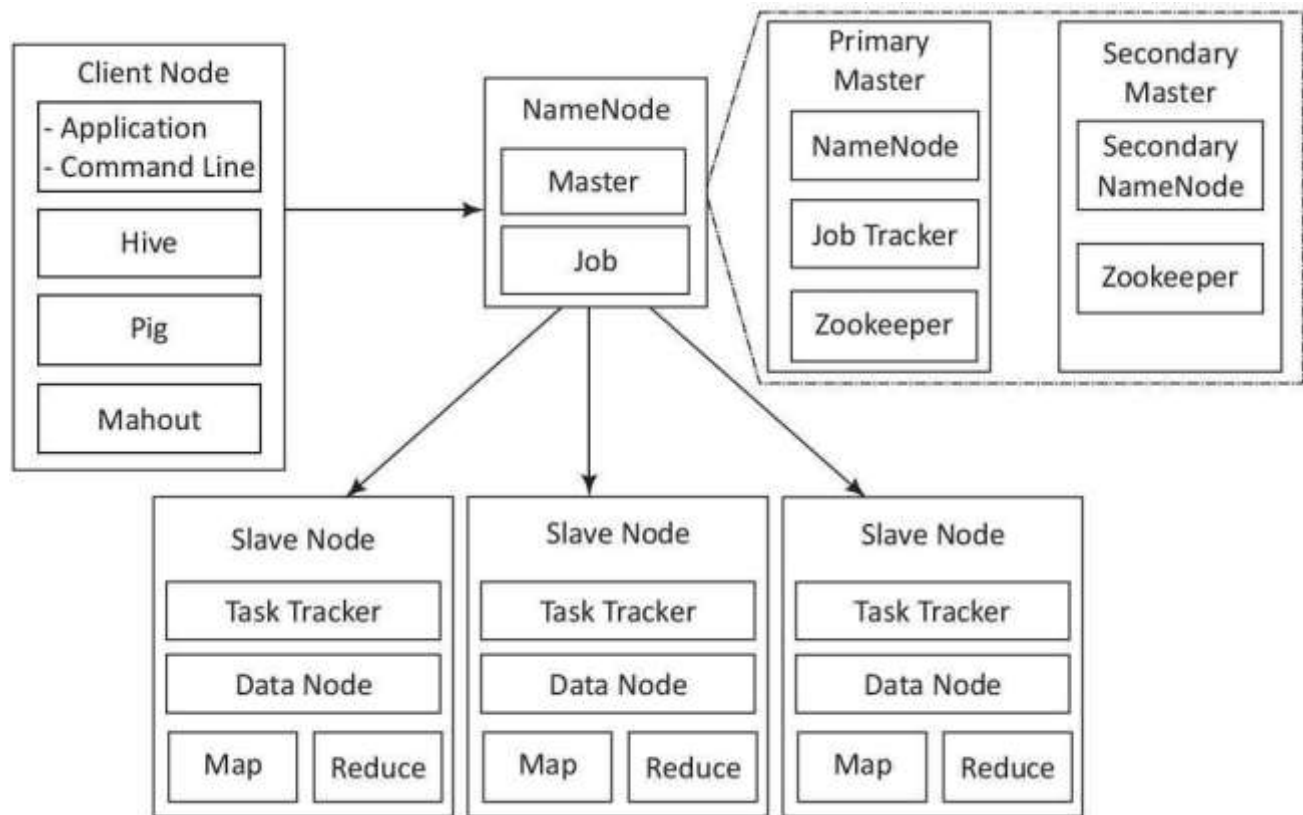 Client Node
- Application
- Command Line
Hive
Pig
Mahout
NameNode
Master
Job
Primary
Master
NameNode
Job Tracker
Zookeeper
Secondary
Master
Secondary
NameNode
Zookeeper
Slave Node
Task Tracker
Data Node
Map
Reduce
Slave Node
Task Tracker
Data Node
Map
Reduce
Slave Node
Task Tracker
Data Node
Map
Reduce